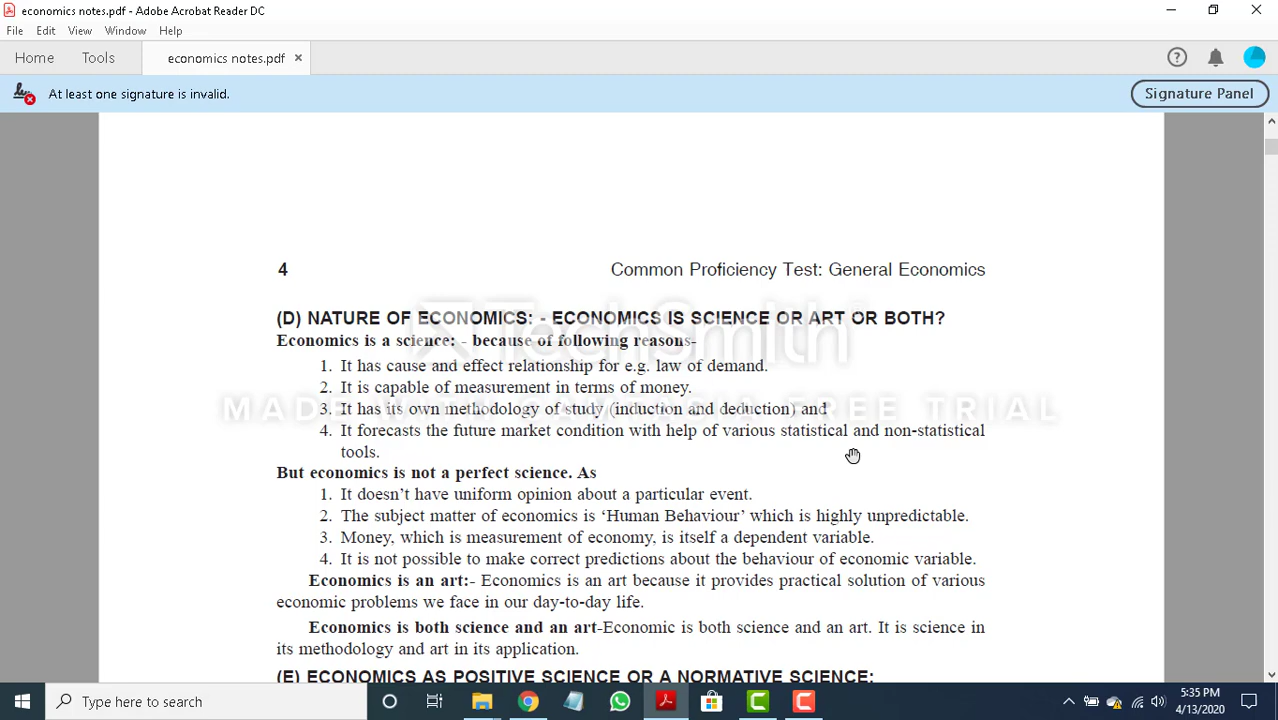 economics notes.pdf - Adobe Acrobat Reader DC
File Edit View Window Help
Home Tools economics notes.pdf ×
At least one signature is invalid.
Signature Panel
4 Common Proficiency Test: General Economics
(D) NATURE OF ECONOMICS: - ECONOMICS IS SCIENCE OR ART OR BOTH?
Economics is a science: - because of following reasons-
1. It has cause and effect relationship for e.g. law of demand.
2. It is capable of measurement in terms of money.
3. It has its own methodology of study (induction and deduction) and
4. It forecasts the future market condition with help of various statistical and non-statistical
tools.
TechSmith
MADE WITH CAMTASIA FREE TRIAL
But economics is not a perfect science. As
1. It doesn't have uniform opinion about a particular event.
2. The subject matter of economics is ‘Human Behaviour’ which is highly unpredictable.
3. Money, which is measurement of economy, is itself a dependent variable.
4. It is not possible to make correct predictions about the behaviour of economic variable.
Economics is an art:- Economics is an art because it provides practical solution of various
economic problems we face in our day-to-day life.
Economics is both science and an art-Economic is both science and an art. It is science in
its methodology and art in its application.
(E) ECONOMICS AS POSITIVE SCIENCE OR A NORMATIVE SCIENCE:
Type here to search
5:35 PM
4/13/2020